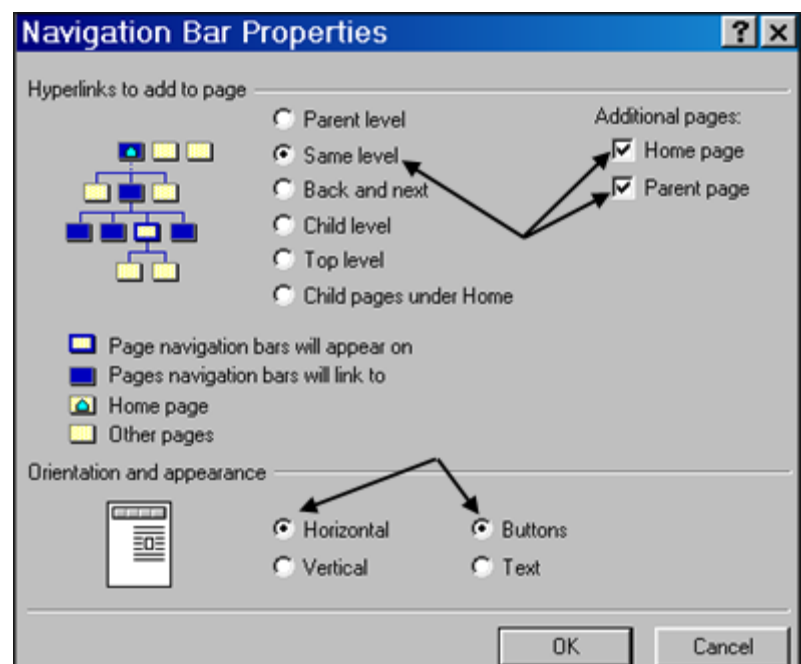 Navigation Bar Properties
Hyperlinks to add to page
Parent level
Same level
Back and next
Child level
Top level
Child pages under Home
Additional pages:
Home page
Parent page
Page navigation bars will appear on
Pages navigation bars will link to
Home page
Other pages
Orientation and appearance
Horizontal
Buttons
Vertical
Text
OK
Cancel